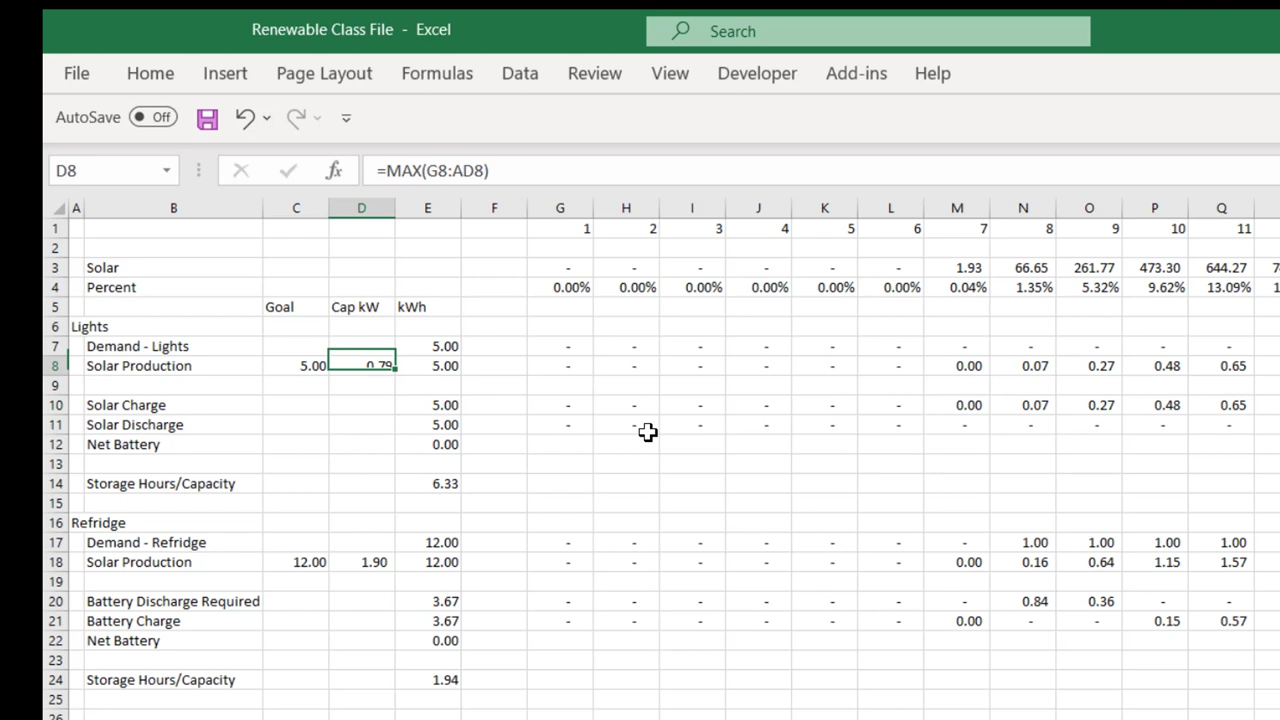 Renewable Class File - Excel Search
File Home Insert Page Layout Formulas Data Review View Developer Add-ins Help
AutoSave Off
D8 fx =MAX(G8:AD8)
A B C D E F G H I J K L M N O P Q
1 1 2 3 4 5 6 7 8 9 10 11
2
3 Solar - - - - - - 1.93 66.65 261.77 473.30 644.27
4 Percent 0.00% 0.00% 0.00% 0.00% 0.00% 0.00% 0.04% 1.35% 5.32% 9.62% 13.09%
5 Goal Cap kW kWh
6 Lights
7 Demand - Lights 5.00 - - - - - - - - - - -
8 Solar Production 5.00 0.79 5.00 - - - - - - 0.00 0.07 0.27 0.48 0.65
9
10 Solar Charge 5.00 - - - - - - 0.00 0.07 0.27 0.48 0.65
11 Solar Discharge 5.00 - - - - - - - - - - -
12 Net Battery 0.00
13
14 Storage Hours/Capacity 6.33
15
16 Refridge
17 Demand - Refridge 12.00 - - - - - - - 1.00 1.00 1.00 1.00
18 Solar Production 12.00 1.90 12.00 - - - - - - 0.00 0.16 0.64 1.15 1.57
19
20 Battery Discharge Required 3.67 - - - - - - - 0.84 0.36 - -
21 Battery Charge 3.67 - - - - - - 0.00 - - 0.15 0.57
22 Net Battery 0.00
23
24 Storage Hours/Capacity 1.94
25
26